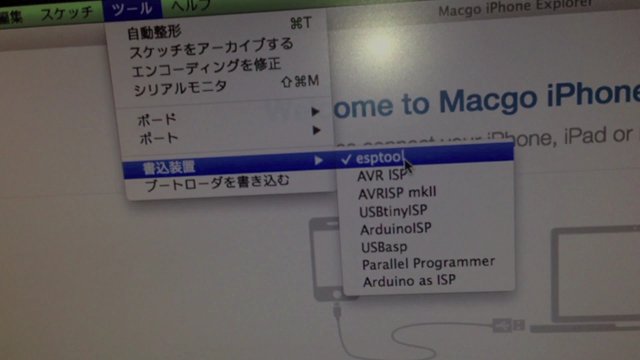 編集 スケッチ ツール ヘルプ
Macgo iPhone Explorer
自動整形 ⌘T
スケッチをアーカイブする
エンコーディングを修正
シリアルモニタ ⇧⌘M
ome to Macgo iPhone
ボード
ポート
connect your iPhone, iPad or
書込装置
ブートローダを書き込む
✓ esptool
AVR ISP
AVRISP mkII
USBtinyISP
ArduinoISP
USBasp
Parallel Programmer
Arduino as ISP